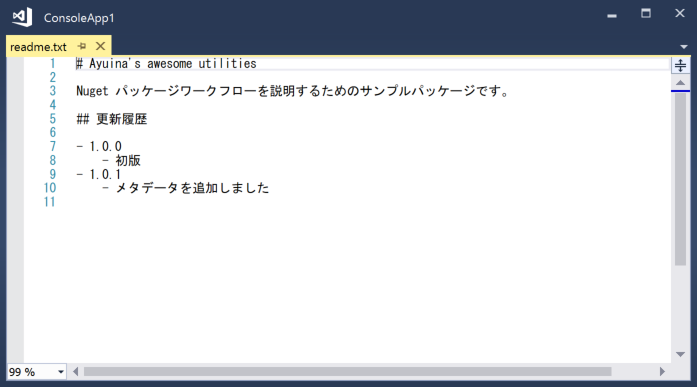 ConsoleApp1
readme.txt
1 # Ayuina's awesome utilities
2
3 Nuget パッケージワークフローを説明するためのサンプルパッケージです。
4
5 ## 更新履歴
6
7 - 1.0.0
8 - 初版
9 - 1.0.1
10 - メタデータを追加しました
11
99 %